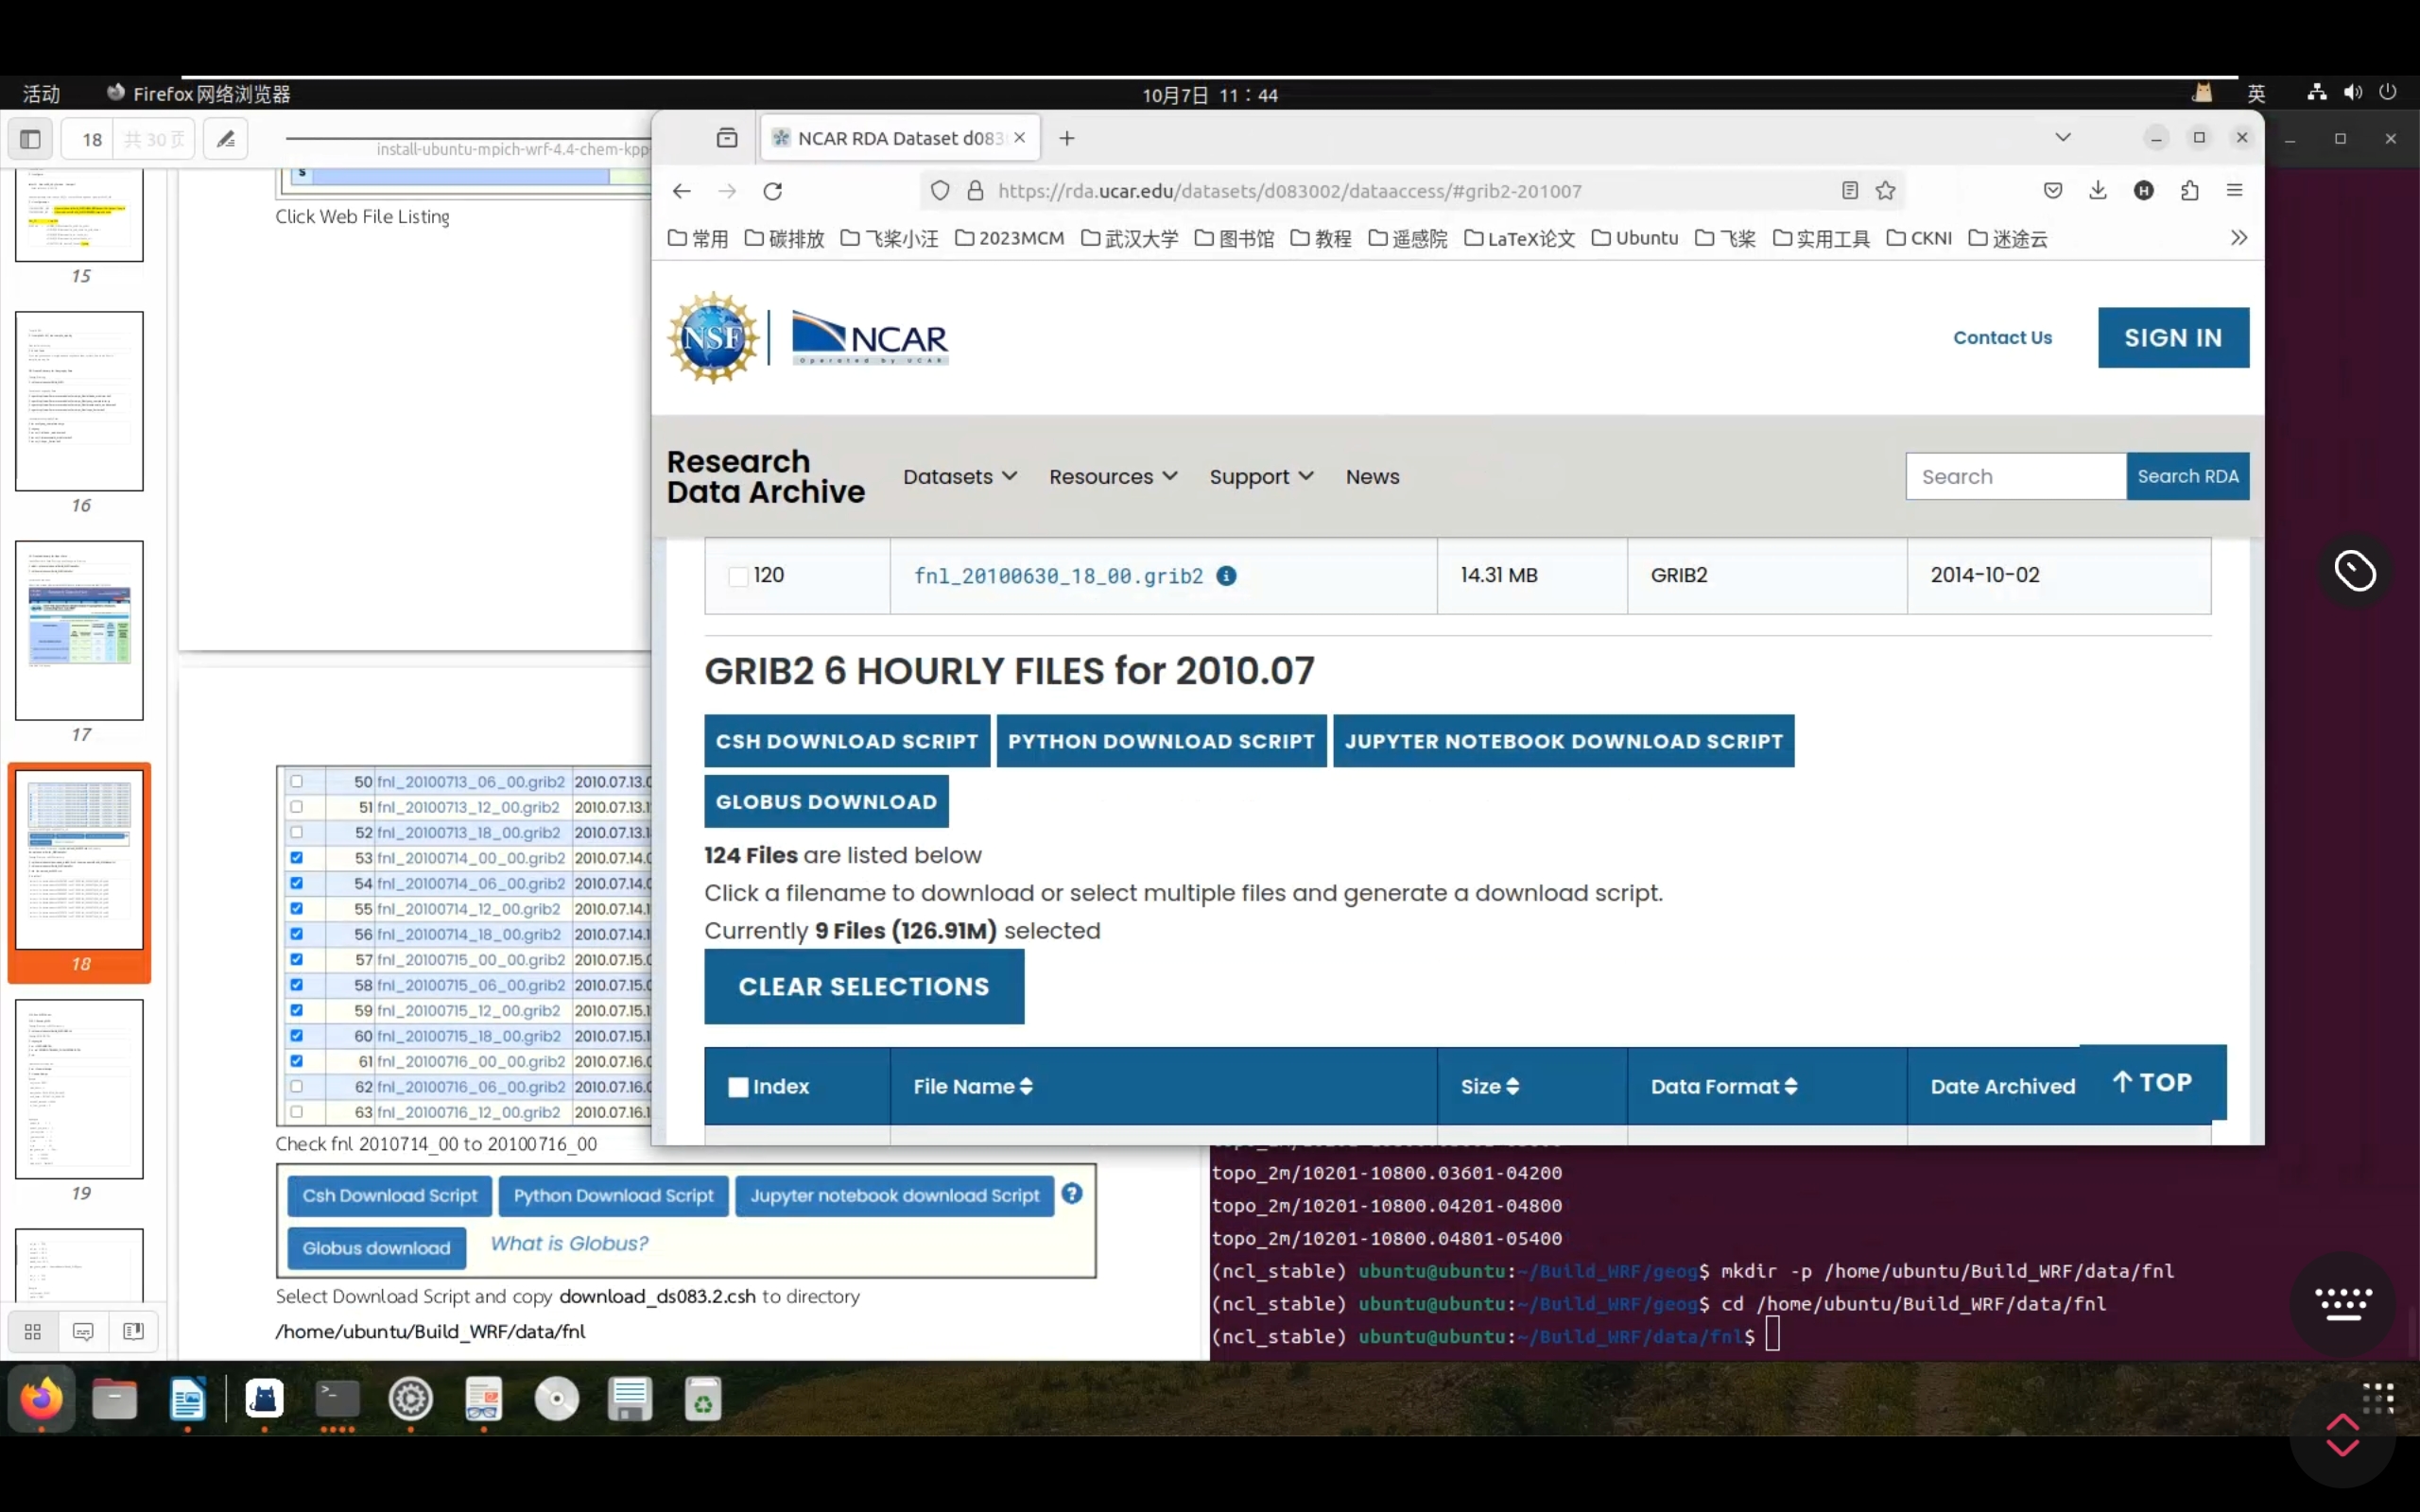 活动
Firefox 网络浏览器
10月7日 11：44
英
18
共 30 页
install-ubuntu-mpich-wrf-4.4-chem-kpp
NCAR RDA Dataset d083
https://rda.ucar.edu/datasets/d083002/dataaccess/#grib2-201007
常用
碳排放
飞桨小汪
2023MCM
武汉大学
图书馆
教程
遥感院
LaTeX论文
Ubuntu
飞桨
实用工具
CKNI
迷途云
NSF
NCAR
Operated by UCAR
Contact Us
SIGN IN
Research
Data Archive
Datasets
Resources
Support
News
Search
Search RDA
120
fnl_20100630_18_00.grib2
14.31 MB
GRIB2
2014-10-02
GRIB2 6 HOURLY FILES for 2010.07
CSH DOWNLOAD SCRIPT
PYTHON DOWNLOAD SCRIPT
JUPYTER NOTEBOOK DOWNLOAD SCRIPT
GLOBUS DOWNLOAD
124 Files are listed below
Click a filename to download or select multiple files and generate a download script.
Currently 9 Files (126.91M) selected
CLEAR SELECTIONS
Index
File Name
Size
Data Format
Date Archived
TOP
15
16
17
18
19
s
Click Web File Listing
50 fnl_20100713_06_00.grib2 2010.07.13.0
51 fnl_20100713_12_00.grib2 2010.07.13.1
52 fnl_20100713_18_00.grib2 2010.07.13.1
53 fnl_20100714_00_00.grib2 2010.07.14.0
54 fnl_20100714_06_00.grib2 2010.07.14.0
55 fnl_20100714_12_00.grib2 2010.07.14.1
56 fnl_20100714_18_00.grib2 2010.07.14.1
57 fnl_20100715_00_00.grib2 2010.07.15.0
58 fnl_20100715_06_00.grib2 2010.07.15.0
59 fnl_20100715_12_00.grib2 2010.07.15.1
60 fnl_20100715_18_00.grib2 2010.07.15.1
61 fnl_20100716_00_00.grib2 2010.07.16.0
62 fnl_20100716_06_00.grib2 2010.07.16.0
63 fnl_20100716_12_00.grib2 2010.07.16.1
Check fnl 2010714_00 to 20100716_00
Csh Download Script
Python Download Script
Jupyter notebook download Script
Globus download
What is Globus?
Select Download Script and copy download_ds083.2.csh to directory
/home/ubuntu/Build_WRF/data/fnl
topo_2m/10201-10800.03601-04200
topo_2m/10201-10800.04201-04800
topo_2m/10201-10800.04801-05400
(ncl_stable) ubuntu@ubuntu:~/Build_WRF/geog$ mkdir -p /home/ubuntu/Build_WRF/data/fnl
(ncl_stable) ubuntu@ubuntu:~/Build_WRF/geog$ cd /home/ubuntu/Build_WRF/data/fnl
(ncl_stable) ubuntu@ubuntu:~/Build_WRF/data/fnl$